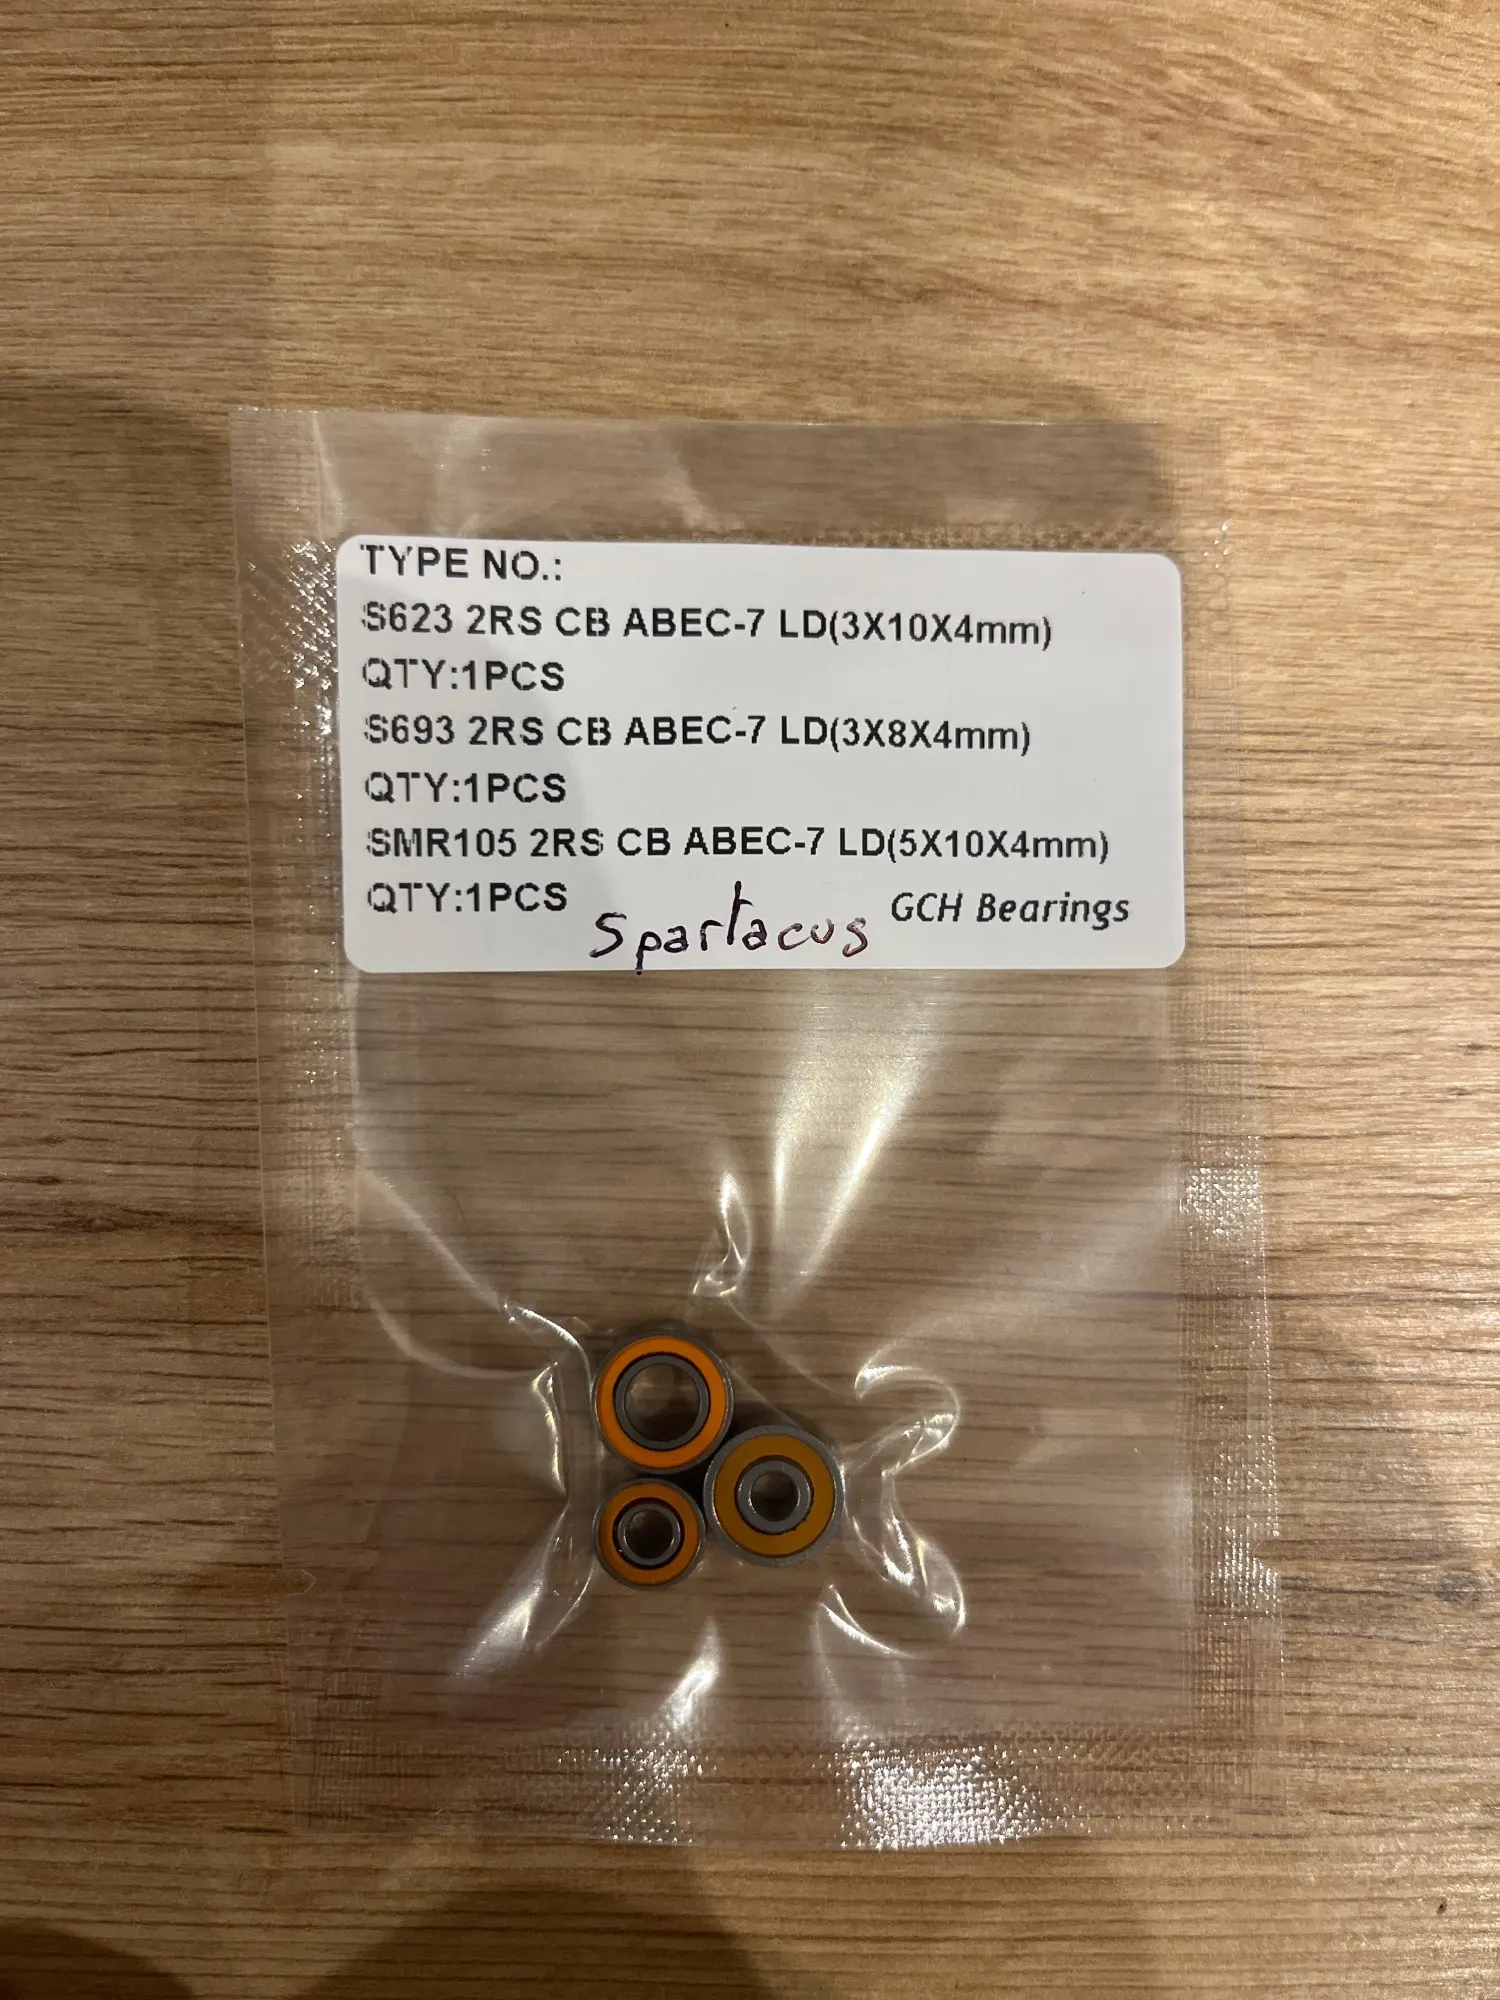 TYPE NO.:
S623 2RS CB ABEC-7 LD(3X10X4mm)
QTY:1PCS
S693 2RS CB ABEC-7 LD(3X8X4mm)
QTY:1PCS
SMR105 2RS CB ABEC-7 LD(5X10X4mm)
QTY:1PCS
Spartacus
GCH Bearings